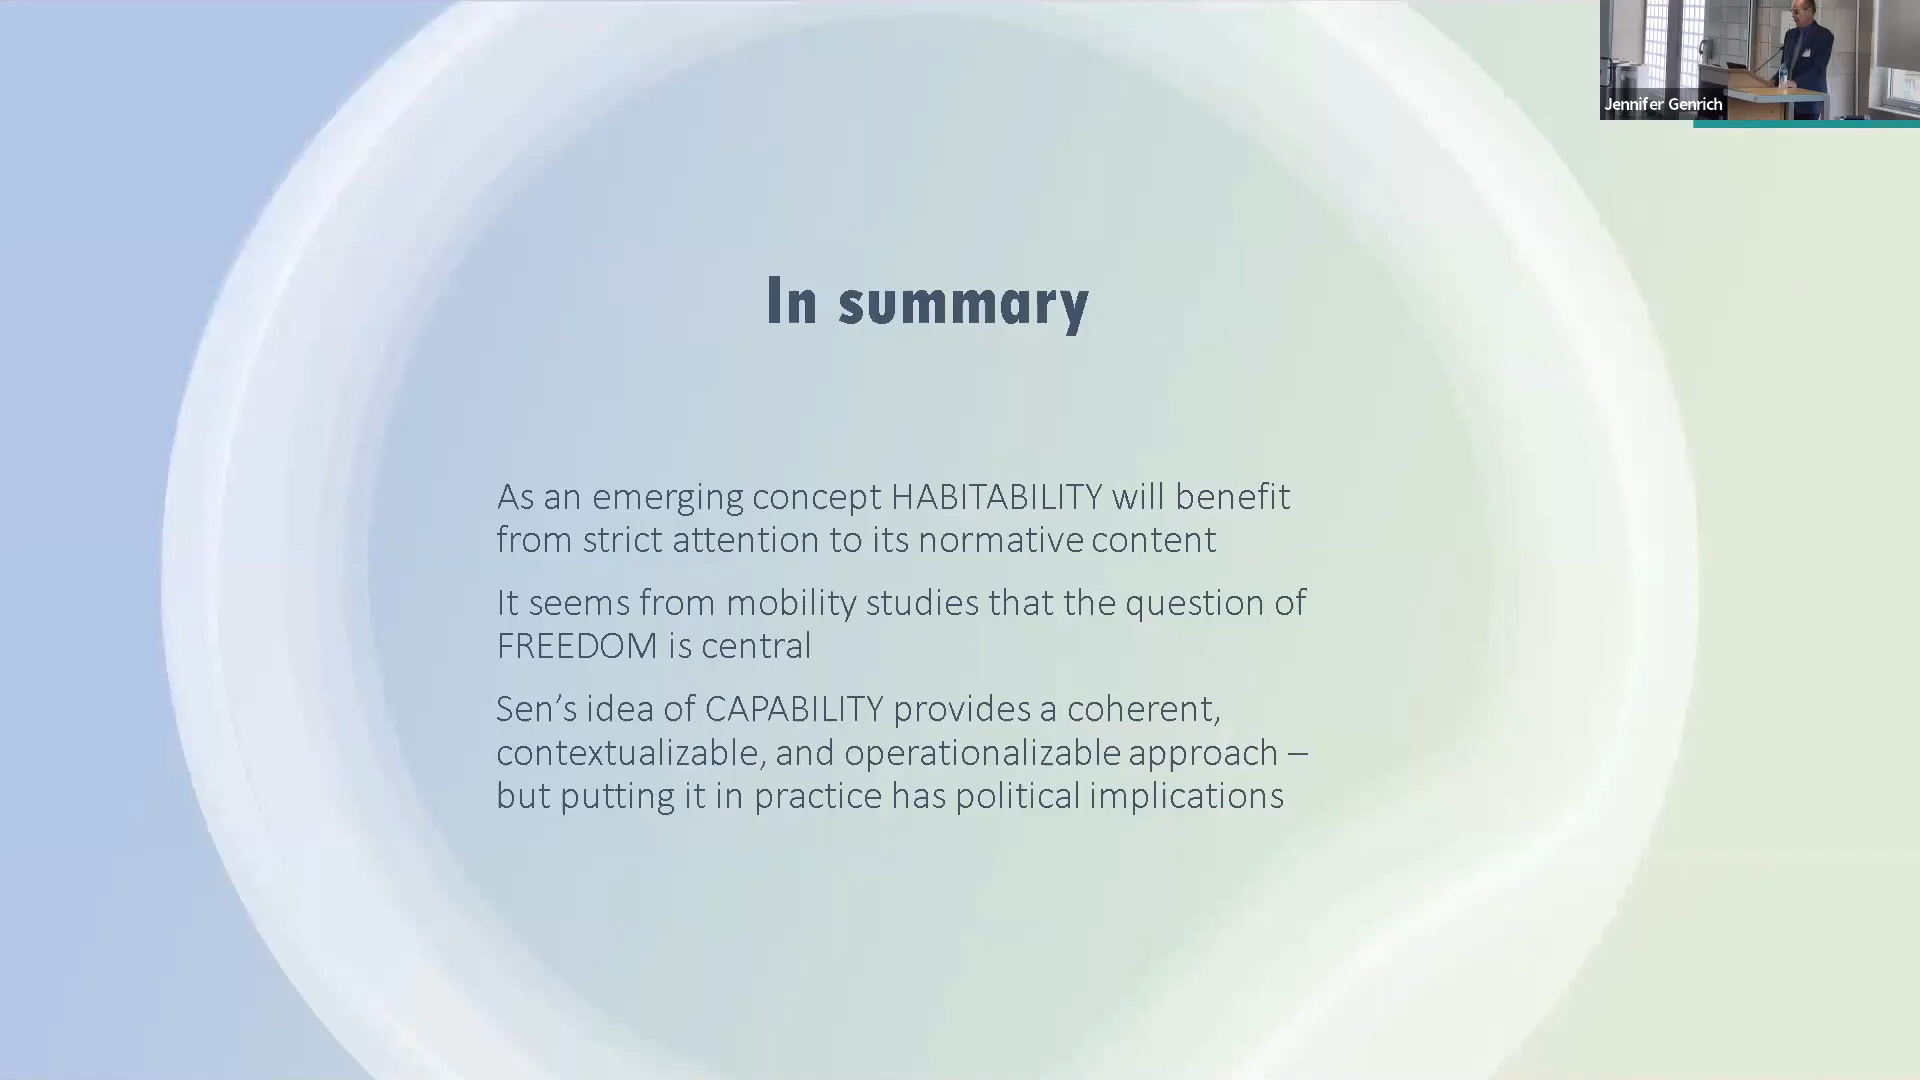 Jennifer Genrich
In summary
As an emerging concept HABITABILITY will benefit
from strict attention to its normative content
It seems from mobility studies that the question of
FREEDOM is central
Sen’s idea of CAPABILITY provides a coherent,
contextualizable, and operationalizable approach –
but putting it in practice has political implications